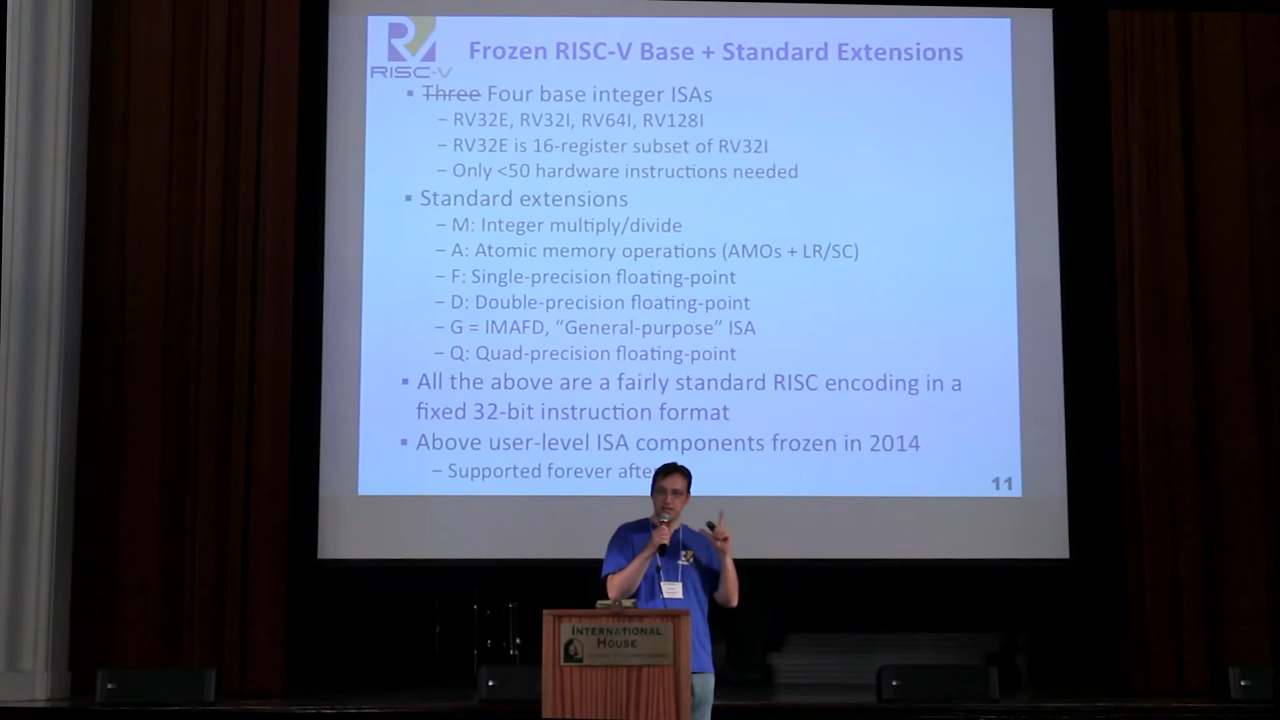 RISC-V
Frozen RISC-V Base + Standard Extensions
▪ Three Four base integer ISAs
– RV32E, RV32I, RV64I, RV128I
– RV32E is 16-register subset of RV32I
– Only <50 hardware instructions needed
▪ Standard extensions
– M: Integer multiply/divide
– A: Atomic memory operations (AMOs + LR/SC)
– F: Single-precision floating-point
– D: Double-precision floating-point
– G = IMAFD, “General-purpose” ISA
– Q: Quad-precision floating-point
▪ All the above are a fairly standard RISC encoding in a
fixed 32-bit instruction format
▪ Above user-level ISA components frozen in 2014
– Supported forever afte
11
INTERNATIONAL
HOUSE